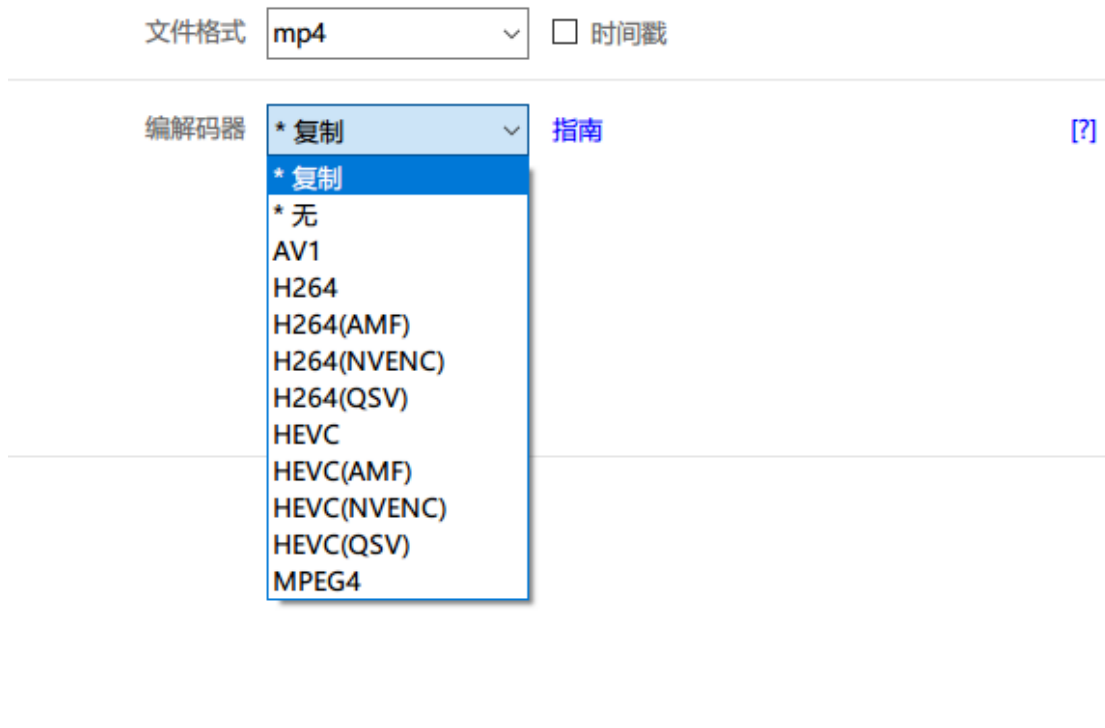 文件格式 mp4 时间戳
编解码器 * 复制 指南 [?]
* 复制
* 无
AV1
H264
H264(AMF)
H264(NVENC)
H264(QSV)
HEVC
HEVC(AMF)
HEVC(NVENC)
HEVC(QSV)
MPEG4